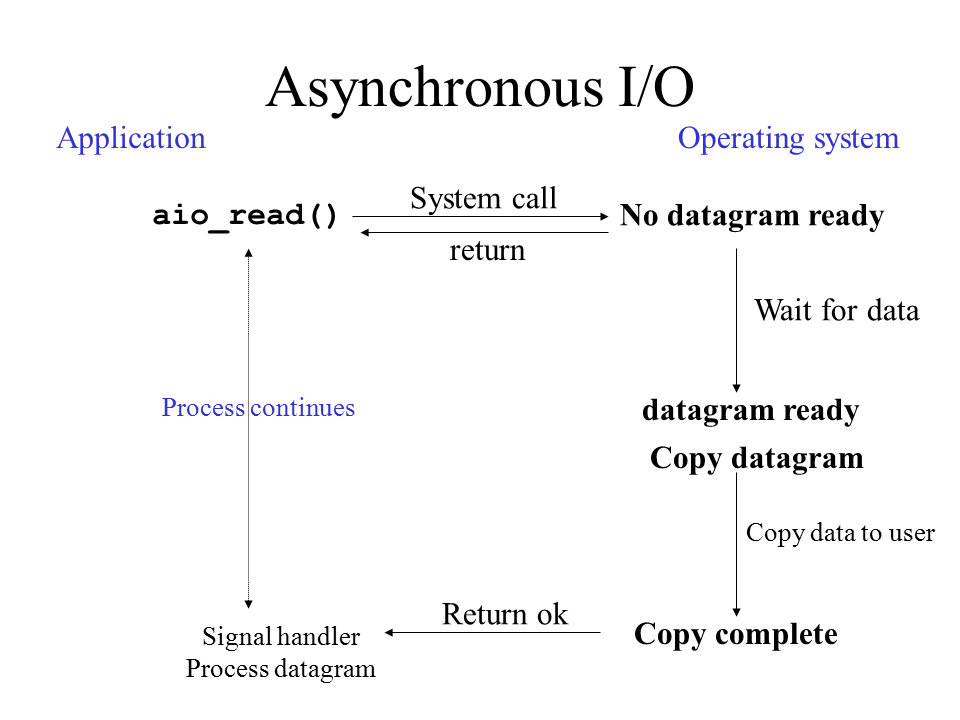 Asynchronous I/O
Application
Operating system
System call
aio_read()
No datagram ready
return
Wait for data
Process continues
datagram ready
Copy datagram
Copy data to user
Return ok
Signal handler
Copy complete
Process datagram